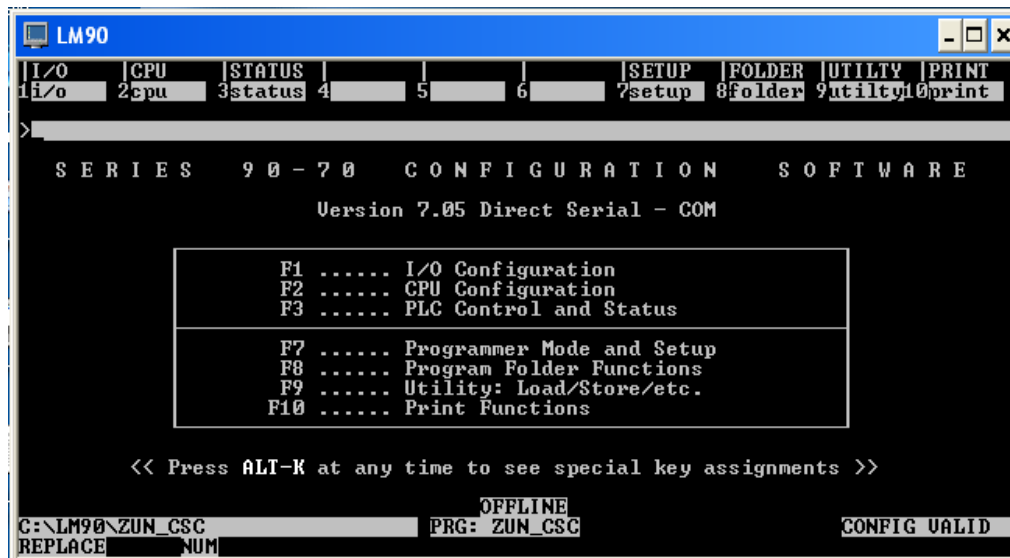 LM90
|I/O |CPU |STATUS | | | |SETUP |FOLDER |UTILTY |PRINT
1i/o 2cpu 3status 4 5 6 7setup 8folder 9utilty10print
>
S E R I E S 9 0 - 7 0 C O N F I G U R A T I O N S O F T W A R E
Version 7.05 Direct Serial - COM
F1 ...... I/O Configuration
F2 ...... CPU Configuration
F3 ...... PLC Control and Status
F7 ...... Programmer Mode and Setup
F8 ...... Program Folder Functions
F9 ...... Utility: Load/Store/etc.
F10 ...... Print Functions
<< Press ALT-K at any time to see special key assignments >>
OFFLINE
C:\LM90\ZUN_CSC PRG: ZUN_CSC CONFIG VALID
REPLACE NUM